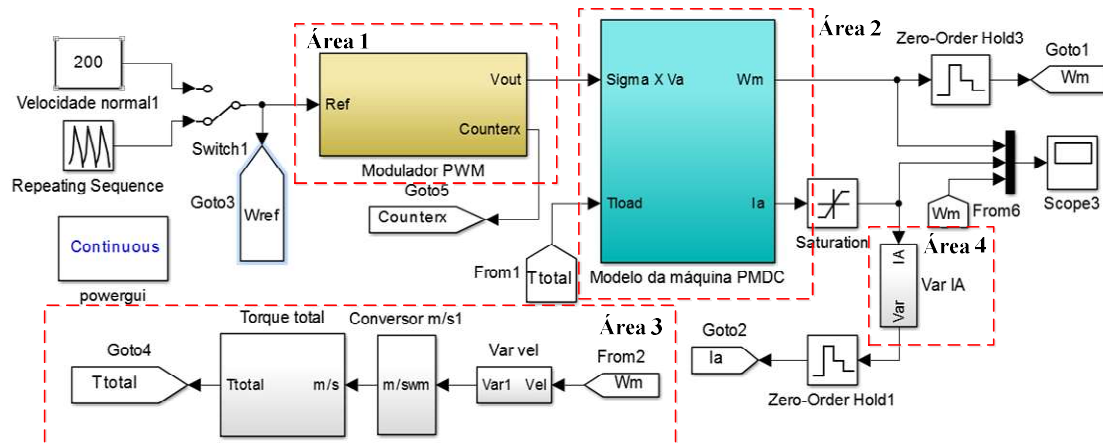 Área 1
Área 2
Zero-Order Hold3
Goto1
Wm
200
Velocidade normal1
Repeating Sequence
Switch1
Goto3
Wref
Ref
Vout
Counterx
Modulador PWM
Goto5
Counterx
Sigma X Va
Wm
Tload
Ia
Modelo da máquina PMDC
From1
Ttotal
Saturation
Wm
From6
Scope3
Continuous
powergui
Área 4
IA
Var
Var IA
Área 3
Torque total
Conversor m/s1
Goto4
Ttotal
Ttotal
m/s
m/swm
Var vel
Var1
Vel
From2
Wm
Goto2
Ia
Zero-Order Hold1